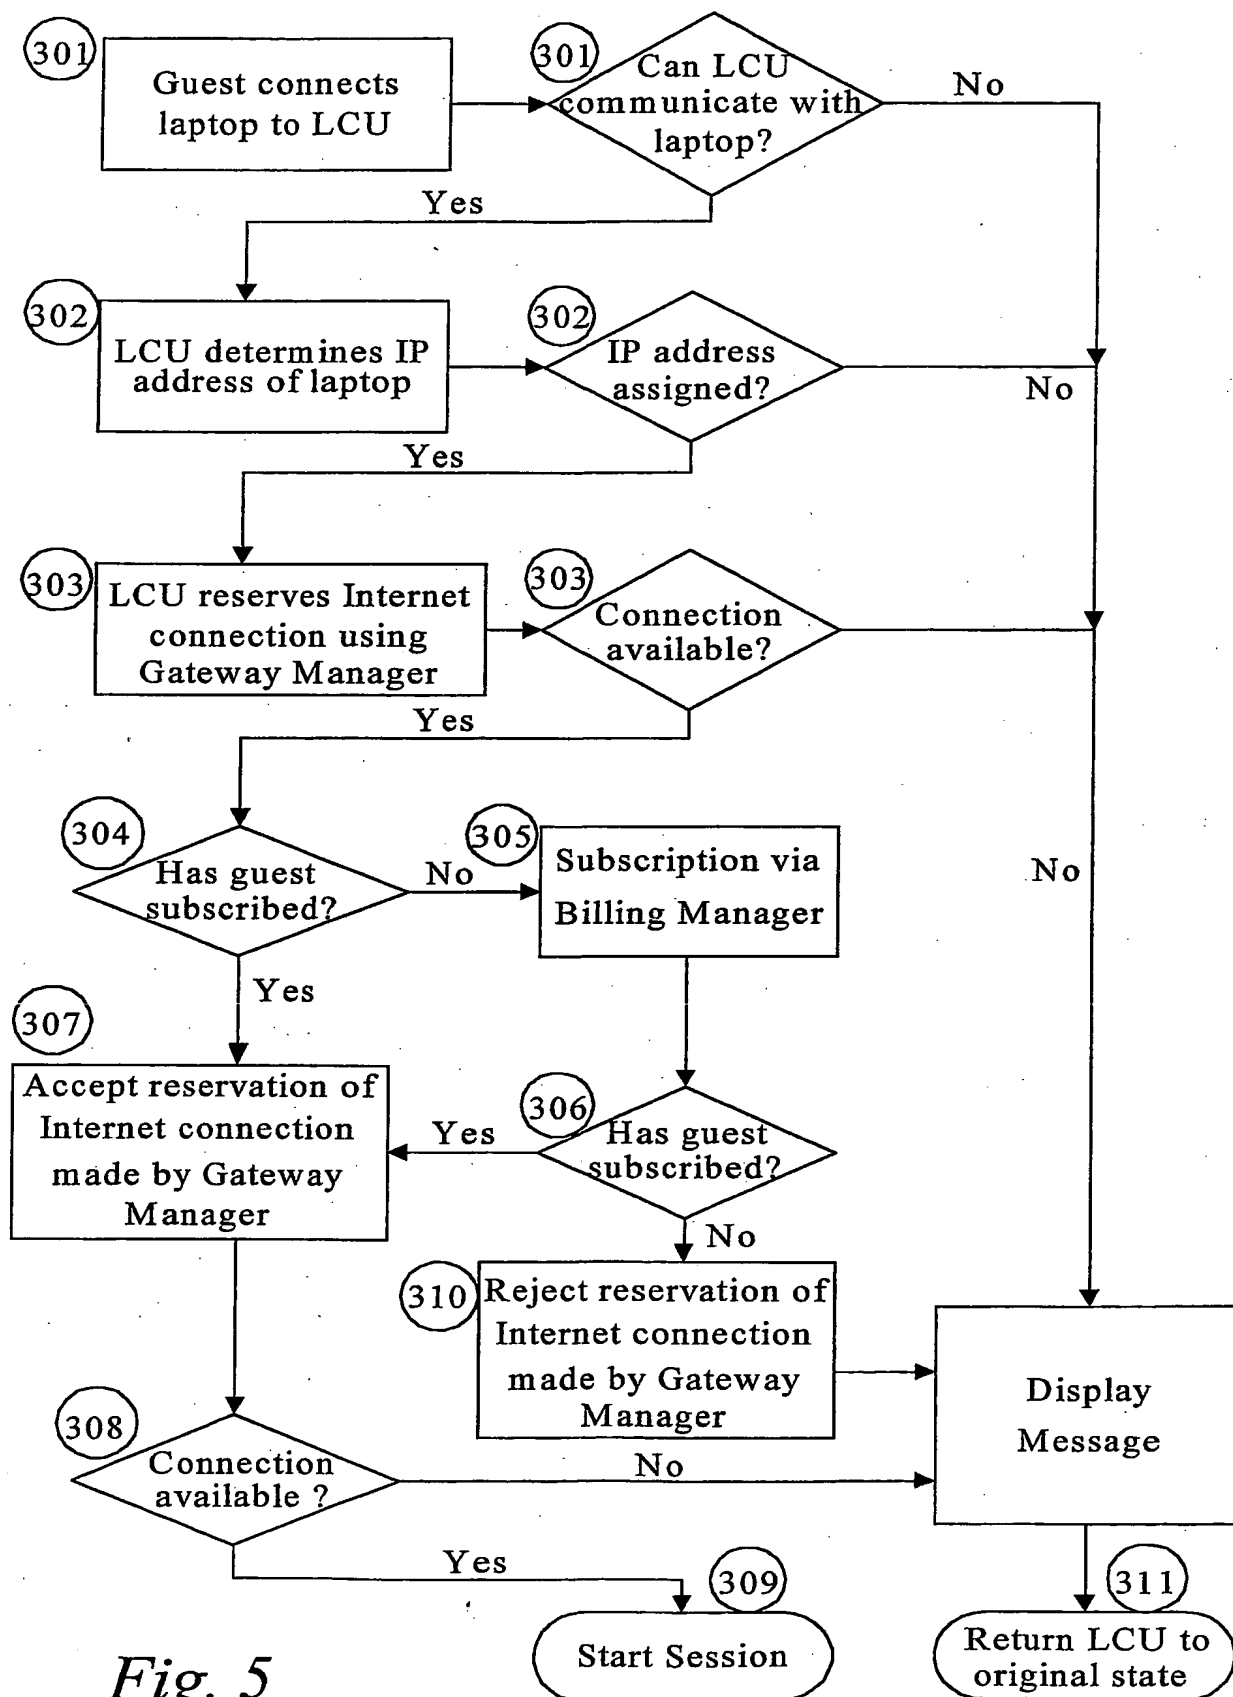 301
Guest connects
laptop to LCU
301
Can LCU
communicate with
laptop?
No
Yes
302
LCU determines IP
address of laptop
302
IP address
assigned?
No
Yes
303
LCU reserves Internet
connection using
Gateway Manager
303
Connection
available?
Yes
304
Has guest
subscribed?
No
305
Subscription via
Billing Manager
No
Yes
307
Accept reservation of
Internet connection
made by Gateway
Manager
Yes
306
Has guest
subscribed?
No
310
Reject reservation of
Internet connection
made by Gateway
Manager
Display
Message
308
Connection
available ?
No
Yes
309
Start Session
311
Return LCU to
original state
Fig. 5